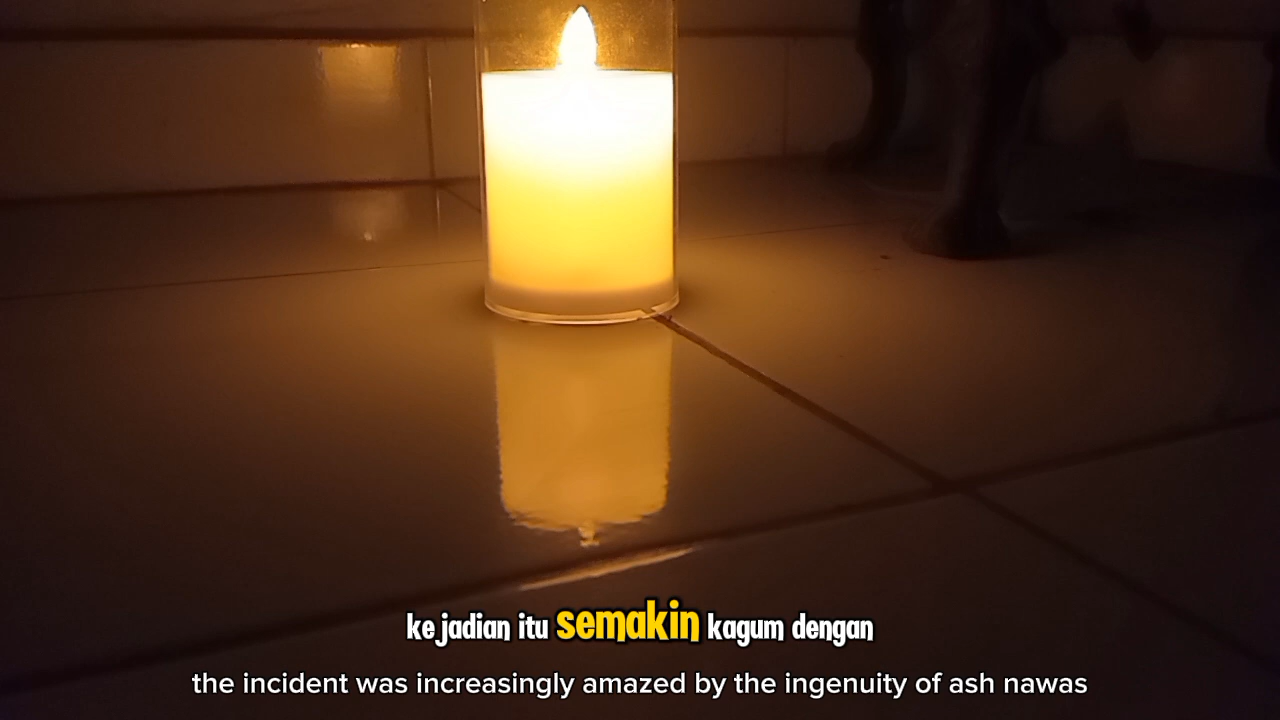 kejadian itu semakin kagum dengan
the incident was increasingly amazed by the ingenuity of ash nawas